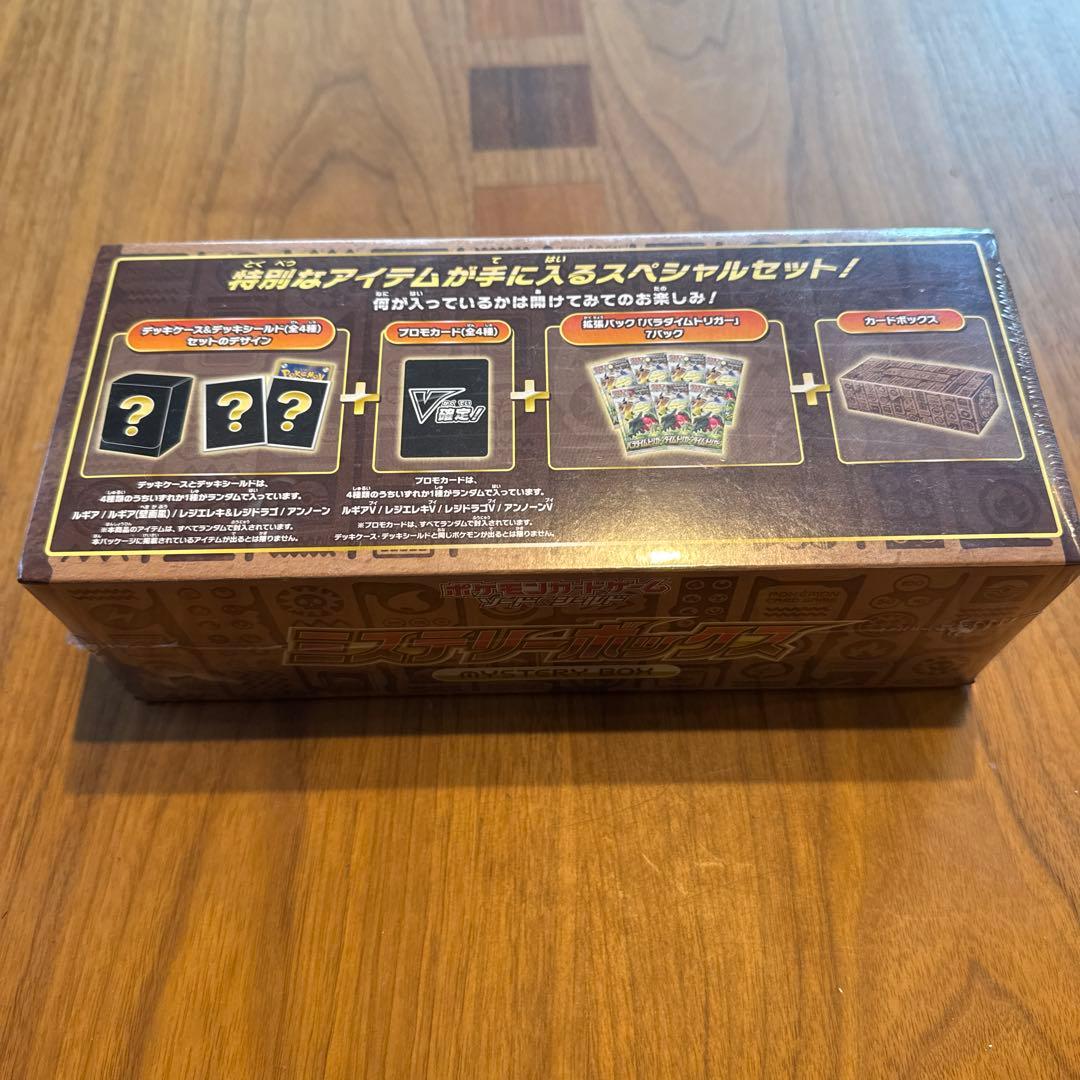 特別なアイテムが手に入るスペシャルセット!
何が入っているかは開けてみてのお楽しみ!
デッキケース&デッキシールド(全4種)
セットのデザイン
プロモカード(全4種)
拡張パック「パラダイムトリガー」
7パック
カードボックス
?
?
?
POKÉMON
V確定!!
パラダイムトリガー
デッキケースとデッキシールドは、
4種類のうちいずれか1種がランダムで入っています。
ルギア / ルギア(壁画風) / レジエレキ&レジドラゴ / アンノーン
※本商品のアイテムは、すべてランダムで封入されています。
本パッケージに掲載されているアイテムが出るとは限りません。
プロモカードは、
4種類のうちいずれか1種がランダムで入っています。
ルギアV / レジエレキV / レジドラゴV / アンノーンV
※プロモカードは、すべてランダムで封入されています。
デッキケース・デッキシールドと同じポケモンが出るとは限りません。
ポケモンカードゲーム
ソード&シールド
ミステリーボックス
MYSTERY BOX